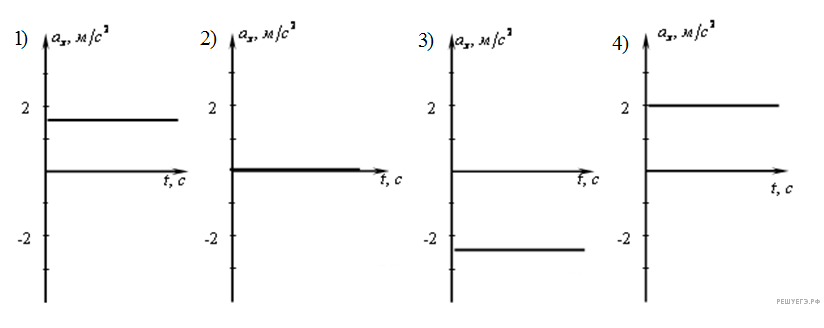 1) aₓ, м/с² 2) aₓ, м/с² 3) aₓ, м/с² 4) aₓ, м/с²
2 2 2 2
t, с t, с t, с t, с
-2 -2 -2 -2
РЕШУЕГЭ.РФ